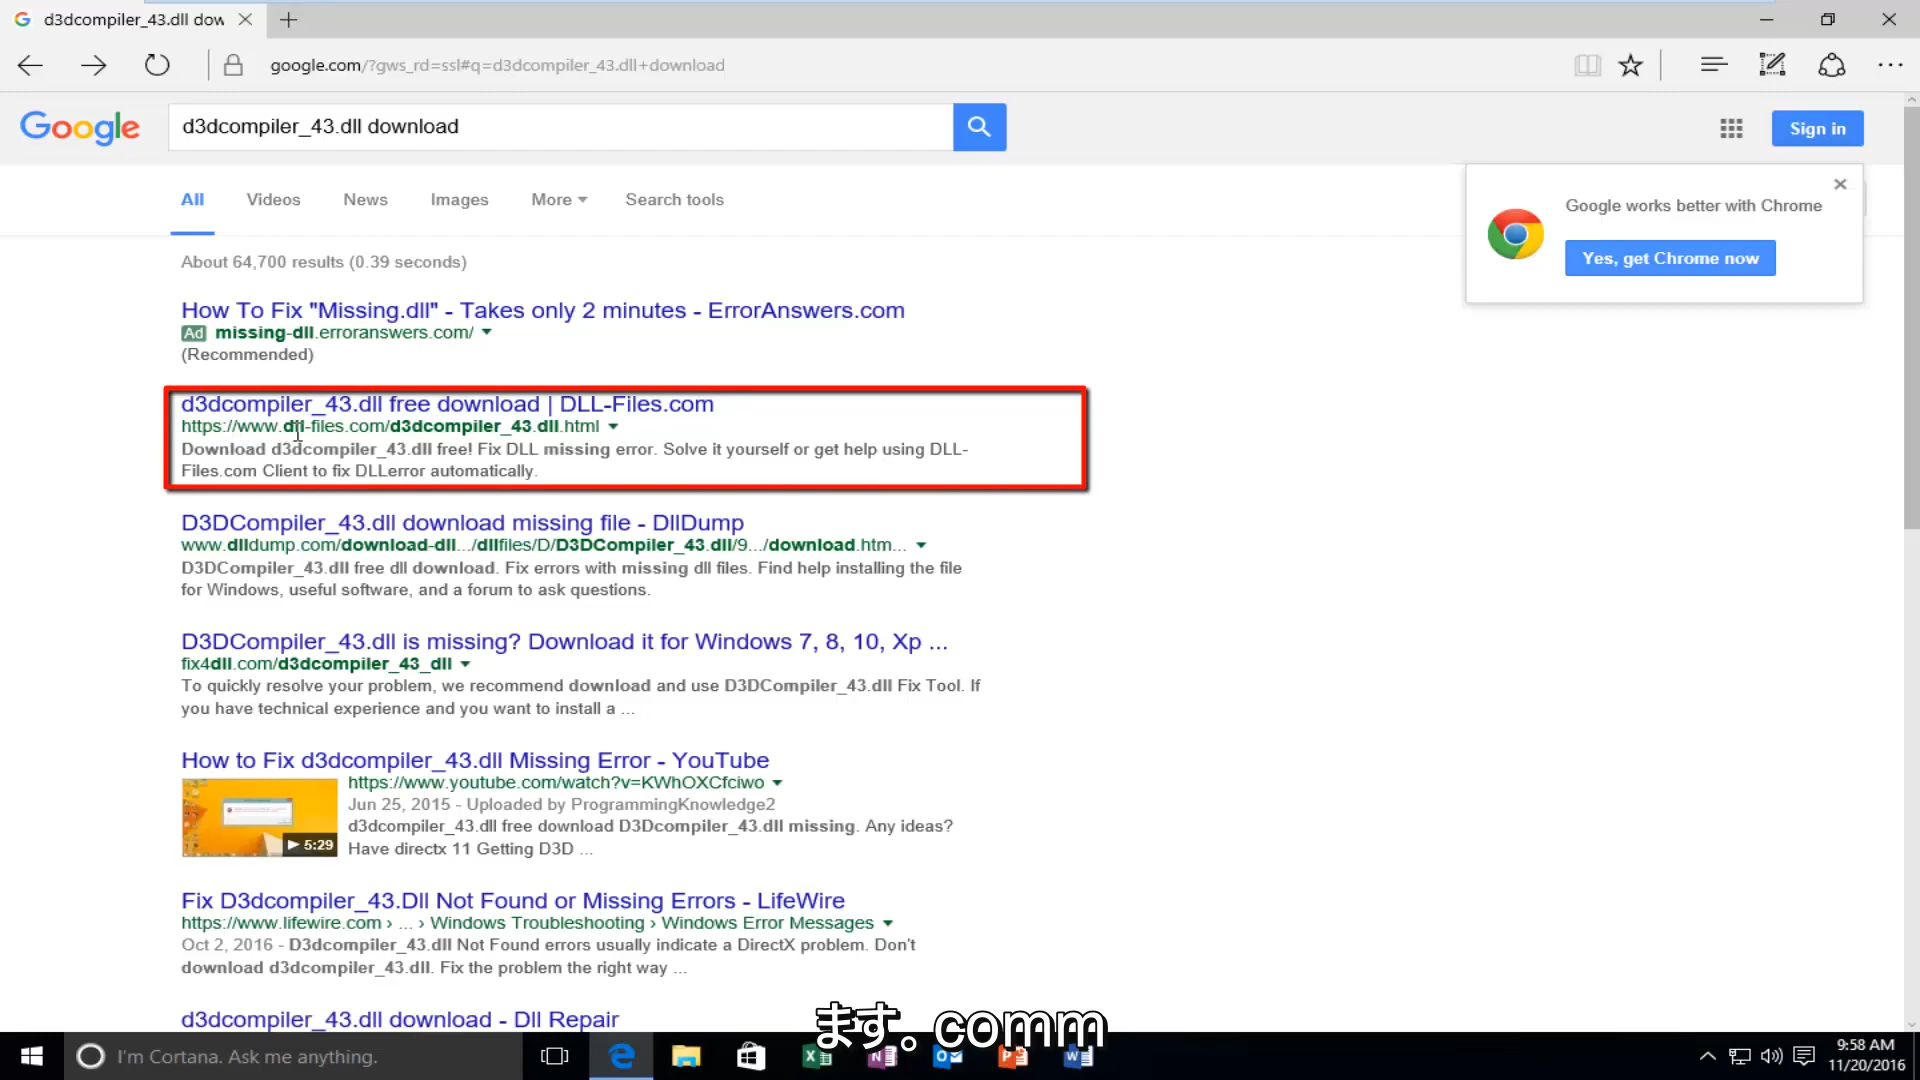 d3dcompiler_43.dll dow
google.com/?gws_rd=ssl#q=d3dcompiler_43.dll+download
Google
d3dcompiler_43.dll download
Sign in
All Videos News Images More Search tools
Google works better with Chrome
Yes, get Chrome now
About 64,700 results (0.39 seconds)
How To Fix "Missing.dll" - Takes only 2 minutes - ErrorAnswers.com
Ad missing-dll.erroranswers.com/
(Recommended)
d3dcompiler_43.dll free download | DLL-Files.com
https://www.dll-files.com/d3dcompiler_43.dll.html
Download d3dcompiler_43.dll free! Fix DLL missing error. Solve it yourself or get help using DLL-
Files.com Client to fix DLLerror automatically.
D3DCompiler_43.dll download missing file - DllDump
www.dlldump.com/download-dll.../dllfiles/D/D3DCompiler_43.dll/9.../download.htm...
D3DCompiler_43.dll free dll download. Fix errors with missing dll files. Find help installing the file
for Windows, useful software, and a forum to ask questions.
D3DCompiler_43.dll is missing? Download it for Windows 7, 8, 10, Xp ...
fix4dll.com/d3dcompiler_43_dll
To quickly resolve your problem, we recommend download and use D3DCompiler_43.dll Fix Tool. If
you have technical experience and you want to install a ...
How to Fix d3dcompiler_43.dll Missing Error - YouTube
https://www.youtube.com/watch?v=KWhOXCfciwo
Jun 25, 2015 - Uploaded by ProgrammingKnowledge2
d3dcompiler_43.dll free download D3Dcompiler_43.dll missing. Any ideas?
Have directx 11 Getting D3D ...
5:29
Fix D3dcompiler_43.Dll Not Found or Missing Errors - LifeWire
https://www.lifewire.com › ... › Windows Troubleshooting › Windows Error Messages
Oct 2, 2016 - D3dcompiler_43.dll Not Found errors usually indicate a DirectX problem. Don't
download d3dcompiler_43.dll. Fix the problem the right way ...
d3dcompiler_43.dll download - Dll Repair
ます。comm
I'm Cortana. Ask me anything.
9:58 AM
11/20/2016